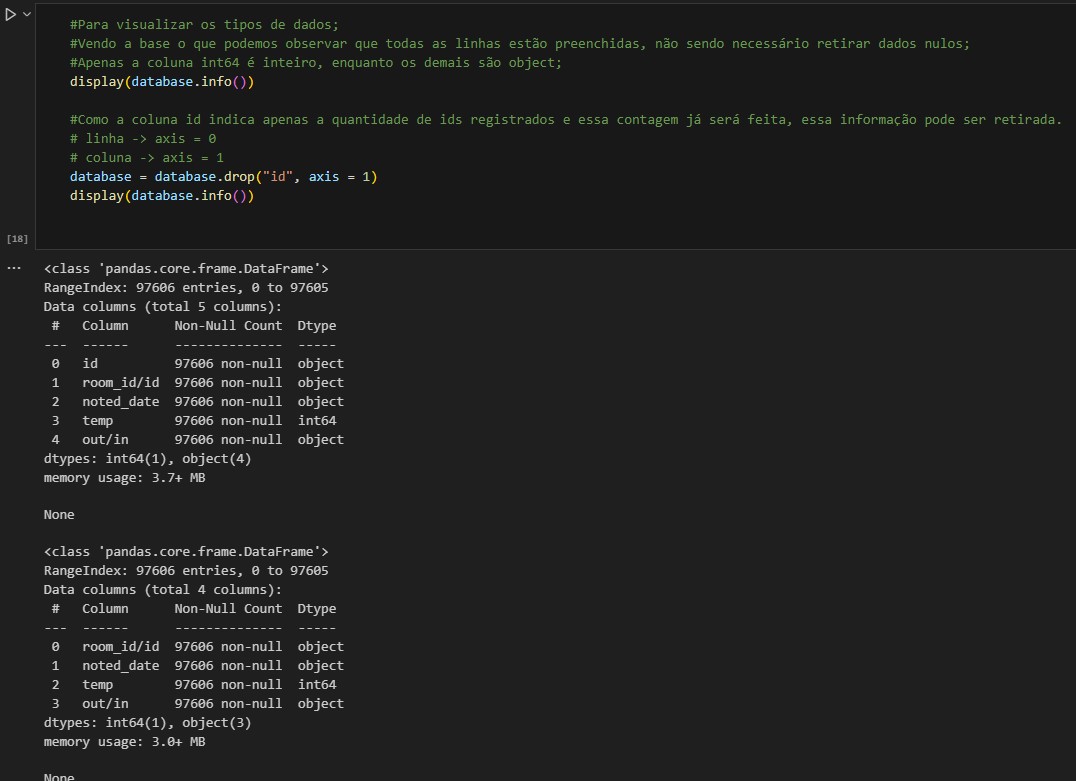 #Para visualizar os tipos de dados;
#Vendo a base o que podemos observar que todas as linhas estão preenchidas, não sendo necessário retirar dados nulos;
#Apenas a coluna int64 é inteiro, enquanto os demais são object;
display(database.info())
#Como a coluna id indica apenas a quantidade de ids registrados e essa contagem já será feita, essa informação pode ser retirada.
# linha -> axis = 0
# coluna -> axis = 1
database = database.drop("id", axis = 1)
display(database.info())
[18]
... <class 'pandas.core.frame.DataFrame'>
RangeIndex: 97606 entries, 0 to 97605
Data columns (total 5 columns):
 #   Column      Non-Null Count  Dtype
---  ------      --------------  -----
 0   id          97606 non-null  object
 1   room_id/id  97606 non-null  object
 2   noted_date  97606 non-null  object
 3   temp        97606 non-null  int64
 4   out/in      97606 non-null  object
dtypes: int64(1), object(4)
memory usage: 3.7+ MB
None
<class 'pandas.core.frame.DataFrame'>
RangeIndex: 97606 entries, 0 to 97605
Data columns (total 4 columns):
 #   Column      Non-Null Count  Dtype
---  ------      --------------  -----
 0   room_id/id  97606 non-null  object
 1   noted_date  97606 non-null  object
 2   temp        97606 non-null  int64
 3   out/in      97606 non-null  object
dtypes: int64(1), object(3)
memory usage: 3.0+ MB
None